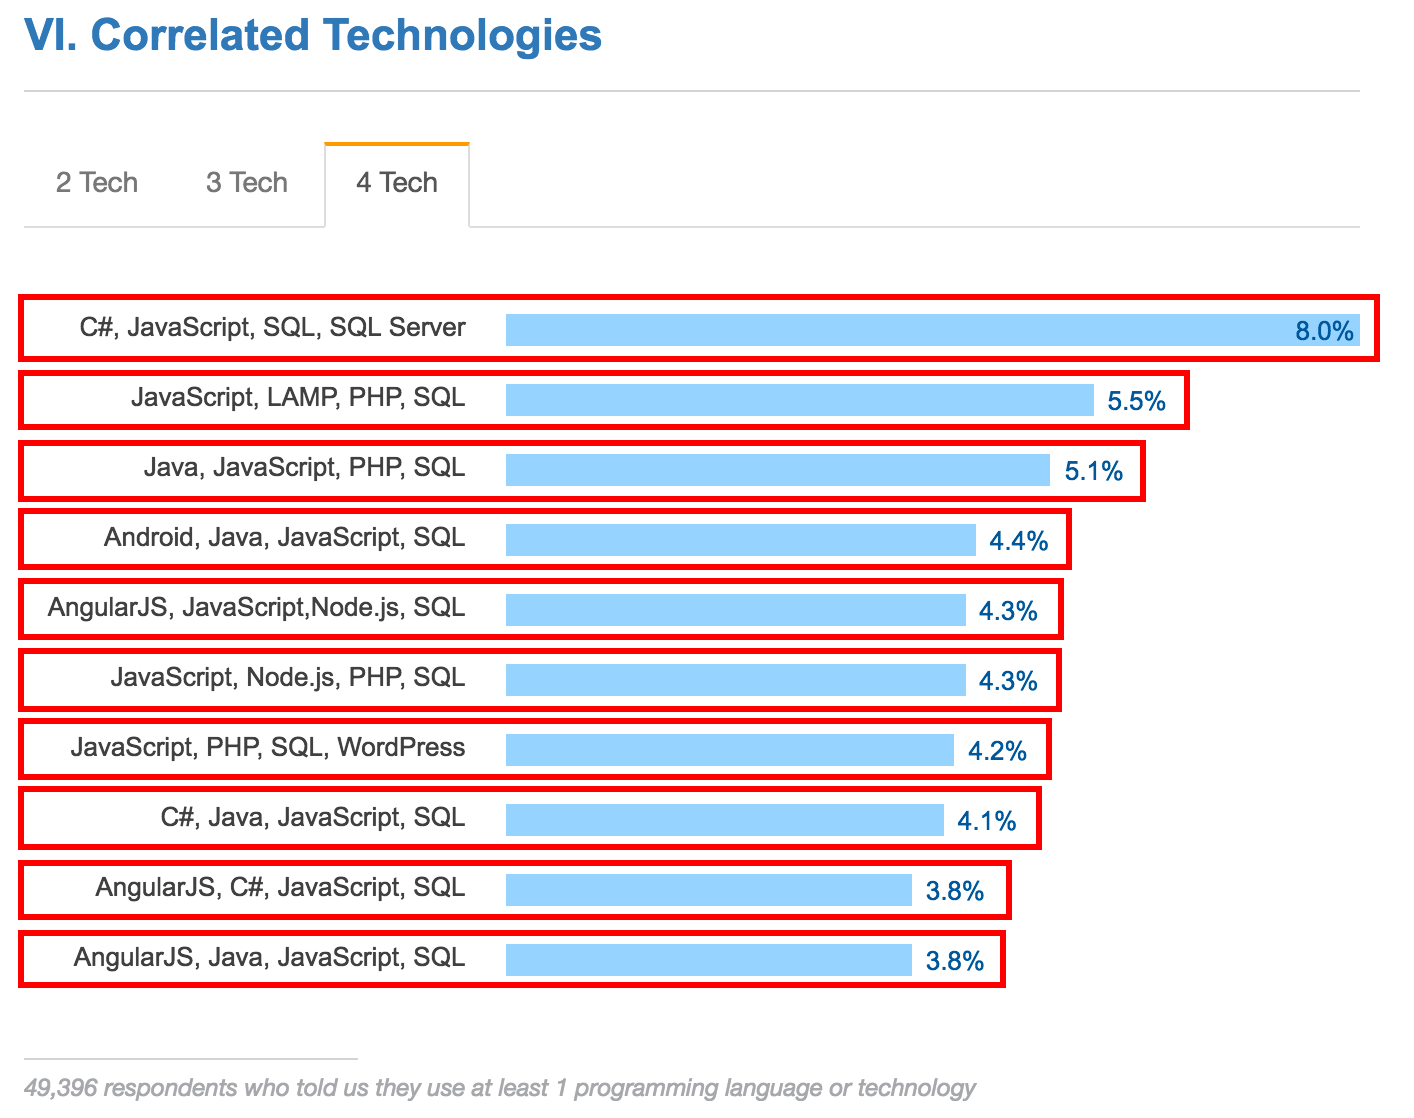 VI. Correlated Technologies
2 Tech 3 Tech 4 Tech
C#, JavaScript, SQL, SQL Server 8.0%
JavaScript, LAMP, PHP, SQL 5.5%
Java, JavaScript, PHP, SQL 5.1%
Android, Java, JavaScript, SQL 4.4%
AngularJS, JavaScript,Node.js, SQL 4.3%
JavaScript, Node.js, PHP, SQL 4.3%
JavaScript, PHP, SQL, WordPress 4.2%
C#, Java, JavaScript, SQL 4.1%
AngularJS, C#, JavaScript, SQL 3.8%
AngularJS, Java, JavaScript, SQL 3.8%
49,396 respondents who told us they use at least 1 programming language or technology